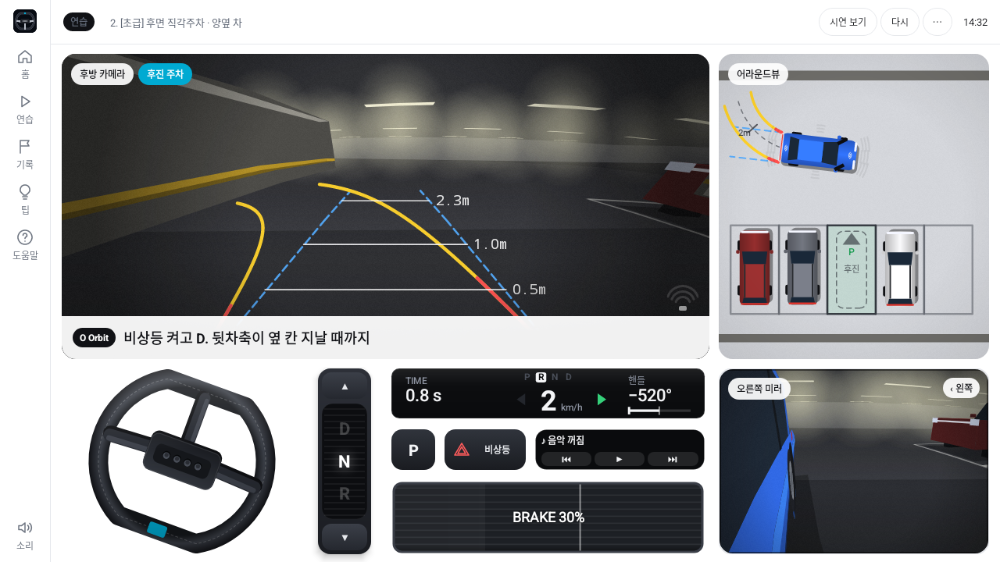 연습
2. [초급] 후면 직각주차 · 양옆 차
시연 보기
다시
···
14:32
홈
연습
기록
팁
도움말
소리
후방 카메라
후진 주차
2.3m
1.0m
0.5m
O Orbit
비상등 켜고 D. 뒷차축이 옆 칸 지날 때까지
어라운드뷰
2m
P
후진
D
N
R
TIME
0.8 s
P R N D
2 km/h
핸들
−520°
P
비상등
♪ 음악 꺼짐
BRAKE 30%
오른쪽 미러
‹ 왼쪽